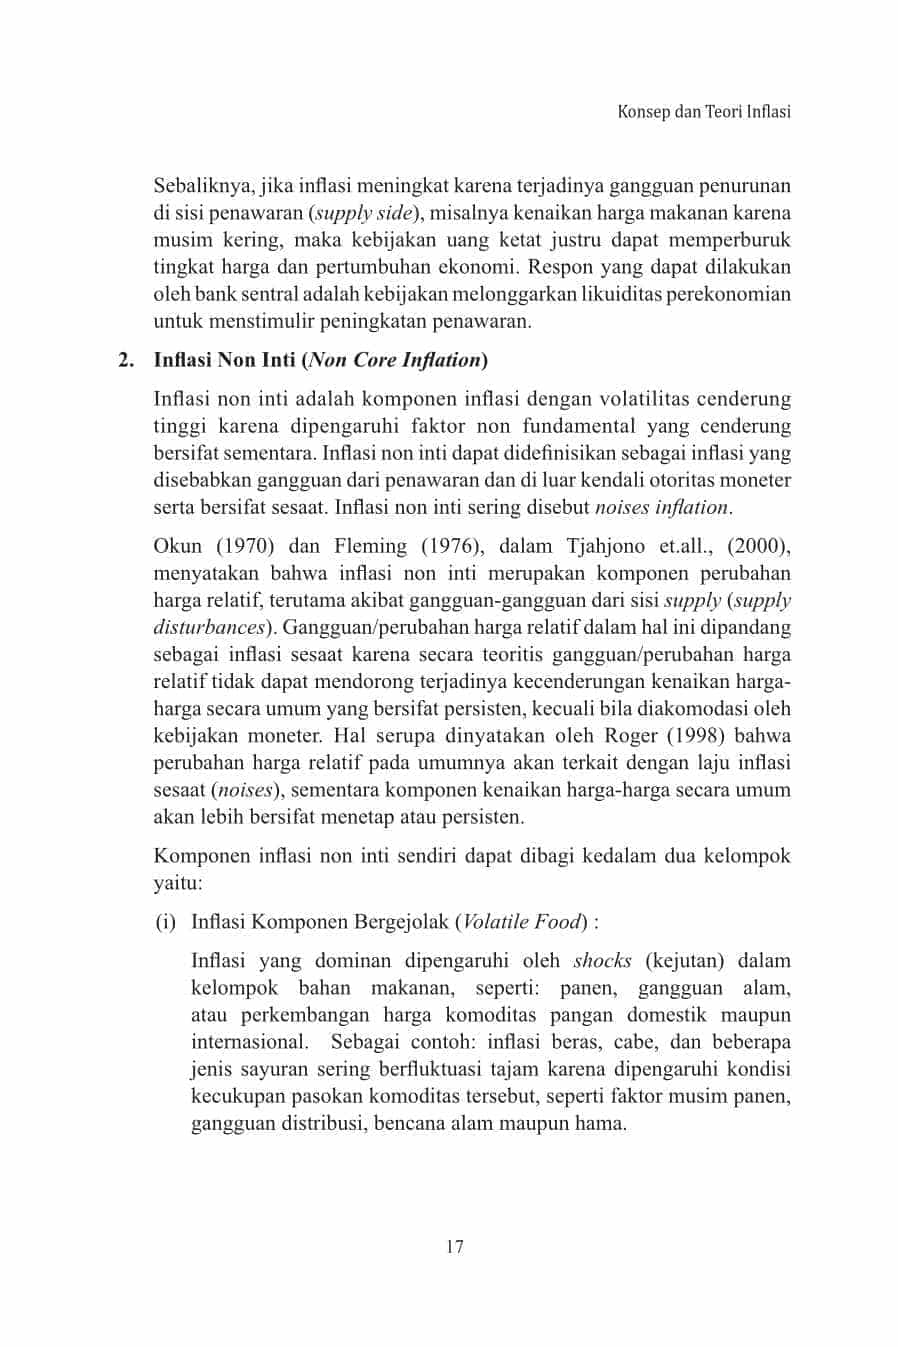 Konsep dan Teori Inflasi
Sebaliknya, jika inflasi meningkat karena terjadinya gangguan penurunan
di sisi penawaran (supply side), misalnya kenaikan harga makanan karena
musim kering, maka kebijakan uang ketat justru dapat memperburuk
tingkat harga dan pertumbuhan ekonomi. Respon yang dapat dilakukan
oleh bank sentral adalah kebijakan melonggarkan likuiditas perekonomian
untuk menstimulir peningkatan penawaran.
2. Inflasi Non Inti (Non Core Inflation)
Inflasi non inti adalah komponen inflasi dengan volatilitas cenderung
tinggi karena dipengaruhi faktor non fundamental yang cenderung
bersifat sementara. Inflasi non inti dapat didefinisikan sebagai inflasi yang
disebabkan gangguan dari penawaran dan di luar kendali otoritas moneter
serta bersifat sesaat. Inflasi non inti sering disebut noises inflation.
Okun (1970) dan Fleming (1976), dalam Tjahjono et.all., (2000),
menyatakan bahwa inflasi non inti merupakan komponen perubahan
harga relatif, terutama akibat gangguan-gangguan dari sisi supply (supply
disturbances). Gangguan/perubahan harga relatif dalam hal ini dipandang
sebagai inflasi sesaat karena secara teoritis gangguan/perubahan harga
relatif tidak dapat mendorong terjadinya kecenderungan kenaikan harga-
harga secara umum yang bersifat persisten, kecuali bila diakomodasi oleh
kebijakan moneter. Hal serupa dinyatakan oleh Roger (1998) bahwa
perubahan harga relatif pada umumnya akan terkait dengan laju inflasi
sesaat (noises), sementara komponen kenaikan harga-harga secara umum
akan lebih bersifat menetap atau persisten.
Komponen inflasi non inti sendiri dapat dibagi kedalam dua kelompok
yaitu:
(i) Inflasi Komponen Bergejolak (Volatile Food) :
Inflasi yang dominan dipengaruhi oleh shocks (kejutan) dalam
kelompok bahan makanan, seperti: panen, gangguan alam,
atau perkembangan harga komoditas pangan domestik maupun
internasional. Sebagai contoh: inflasi beras, cabe, dan beberapa
jenis sayuran sering berfluktuasi tajam karena dipengaruhi kondisi
kecukupan pasokan komoditas tersebut, seperti faktor musim panen,
gangguan distribusi, bencana alam maupun hama.
17